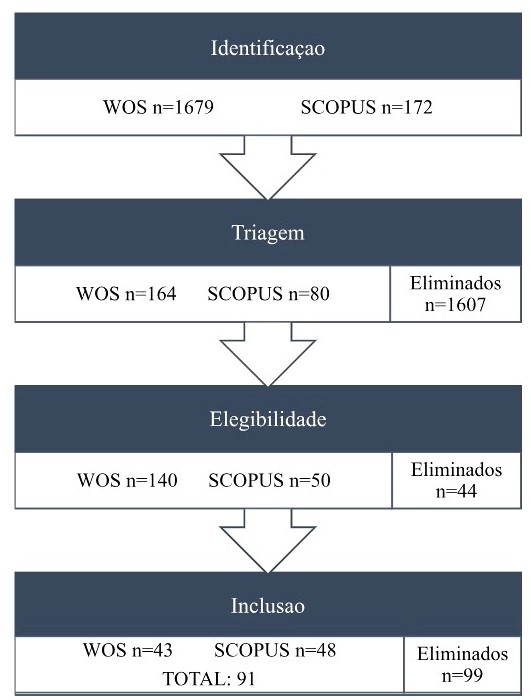 Identificaçao
WOS n=1679 SCOPUS n=172
Triagem
WOS n=164 SCOPUS n=80
Eliminados
n=1607
Elegibilidade
WOS n=140 SCOPUS n=50
Eliminados
n=44
Inclusao
WOS n=43 SCOPUS n=48
TOTAL: 91
Eliminados
n=99